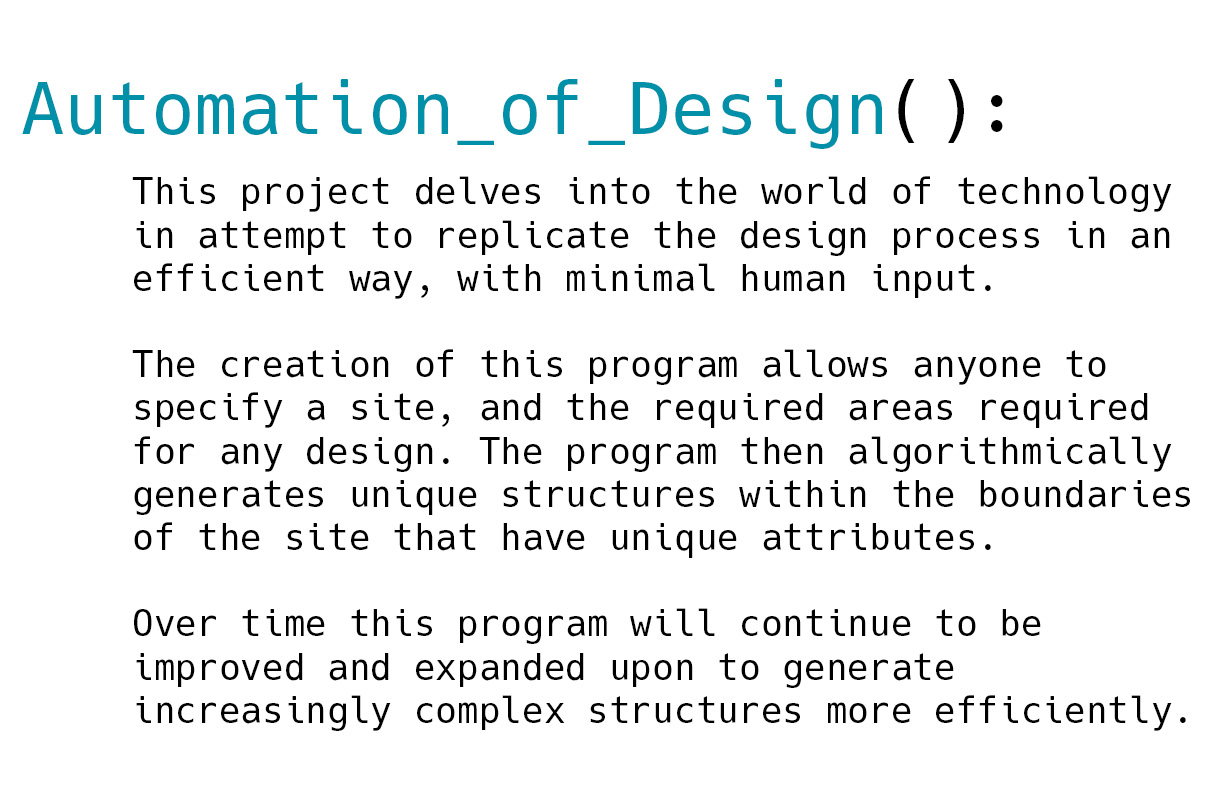 Automation_of_Design():
This project delves into the world of technology
in attempt to replicate the design process in an
efficient way, with minimal human input.
The creation of this program allows anyone to
specify a site, and the required areas required
for any design. The program then algorithmically
generates unique structures within the boundaries
of the site that have unique attributes.
Over time this program will continue to be
improved and expanded upon to generate
increasingly complex structures more efficiently.